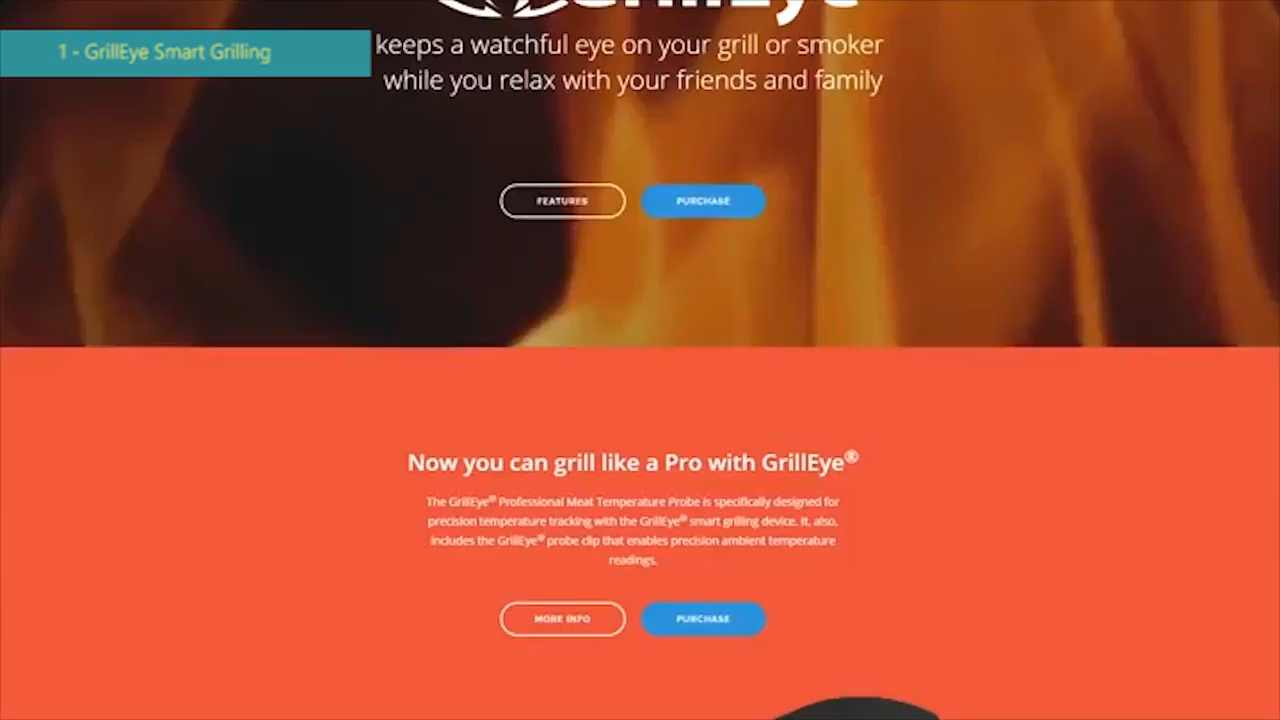 GrillEye
1 - GrillEye Smart Grilling
keeps a watchful eye on your grill or smoker
while you relax with your friends and family
FEATURES
PURCHASE
Now you can grill like a Pro with GrillEye®
The GrillEye® Professional Meat Temperature Probe is specifically designed for
precision temperature tracking with the GrillEye® smart grilling device. It, also,
includes the GrillEye® probe clip that enables precision ambient temperature
readings.
MORE INFO
PURCHASE